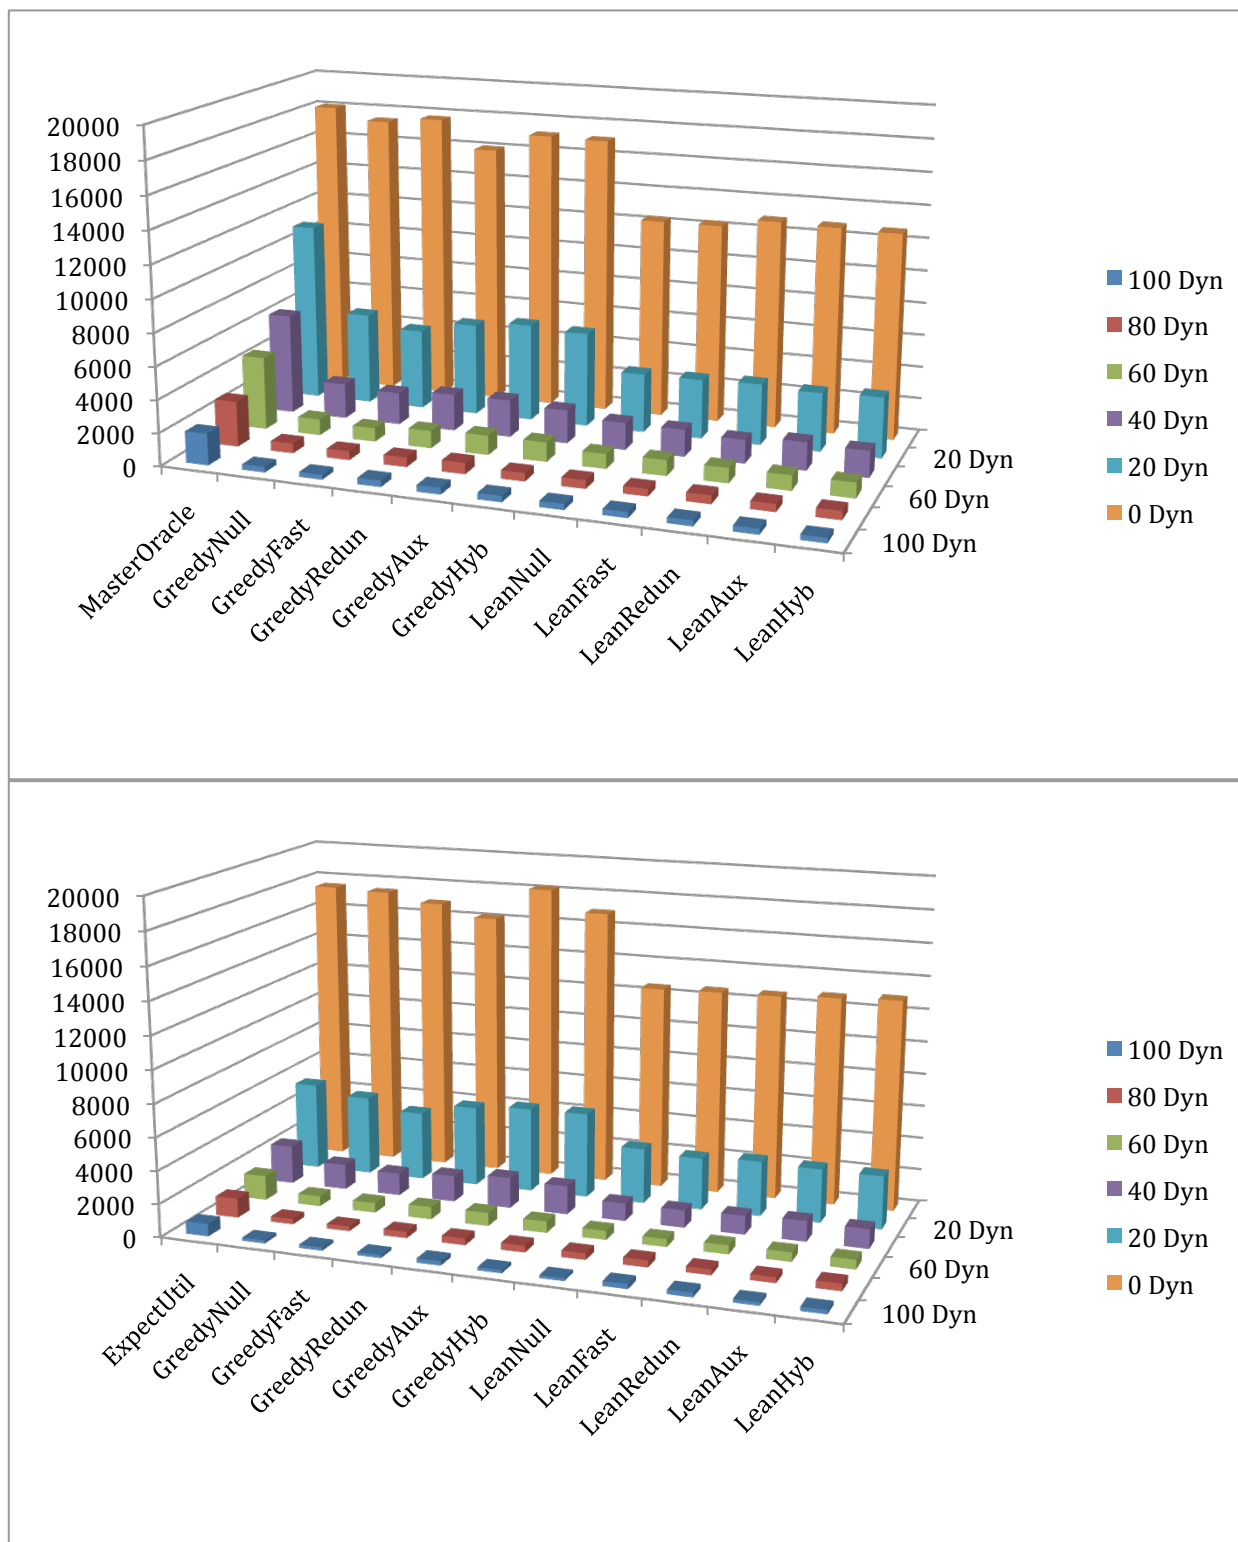 20000
18000
16000
14000
12000
10000
8000
6000
4000
2000
0
MasterOracle
GreedyNull
GreedyFast
GreedyRedun
GreedyAux
GreedyHyb
LeanNull
LeanFast
LeanRedun
LeanAux
LeanHyb
20 Dyn
60 Dyn
100 Dyn
100 Dyn
80 Dyn
60 Dyn
40 Dyn
20 Dyn
0 Dyn
20000
18000
16000
14000
12000
10000
8000
6000
4000
2000
0
ExpectUtil
GreedyNull
GreedyFast
GreedyRedun
GreedyAux
GreedyHyb
LeanNull
LeanFast
LeanRedun
LeanAux
LeanHyb
20 Dyn
60 Dyn
100 Dyn
100 Dyn
80 Dyn
60 Dyn
40 Dyn
20 Dyn
0 Dyn